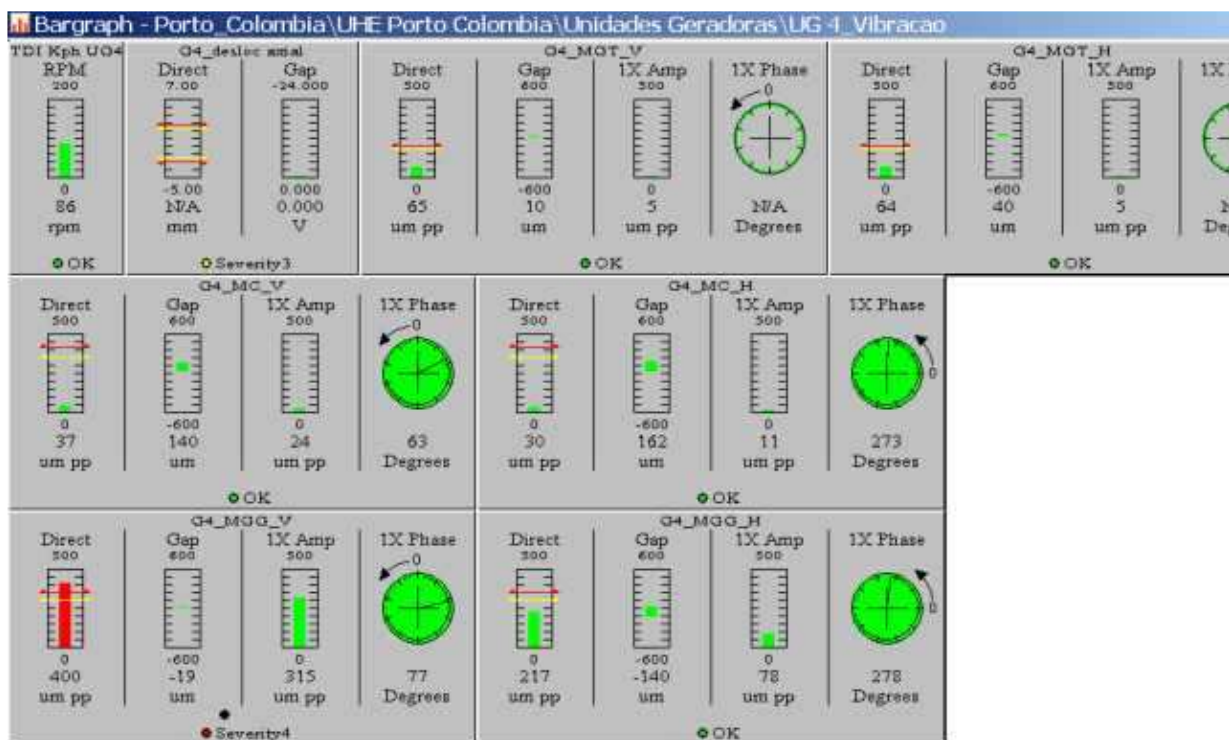 Bargraph - Porto_Colombia\UHE Porto Colombia\Unidades Geradoras\UG 4_Vibracao
TDI Kph UG4 G4_desloc axial G4_MGT_V G4_MGT_H
RPM Direct Gap Direct Gap 1X Amp 1X Phase Direct Gap 1X Amp 1X
200 7.00 -24.000 500 600 500 0 500 600 500
0 -5.00 0.000 0 -600 0 0 -600 0
86 N/A 0.000 65 10 5 N/A 64 40 5
rpm mm V um pp um um pp Degrees um pp um um pp
OK Severity3 OK OK
G4_MC_V G4_MC_H
Direct Gap 1X Amp 1X Phase Direct Gap 1X Amp 1X Phase
500 600 500 0 500 600 500
0
0 -600 0 0 -600 0
37 140 24 63 30 162 11 273
um pp um um pp Degrees um pp um um pp Degrees
OK OK
G4_MGG_V G4_MGG_H
Direct Gap 1X Amp 1X Phase Direct Gap 1X Amp 1X Phase
500 600 500 0 500 600 500
0
0 -600 0 0 -600 0
400 -19 315 77 217 -140 78 278
um pp um um pp Degrees um pp um um pp Degrees
Severity4 OK